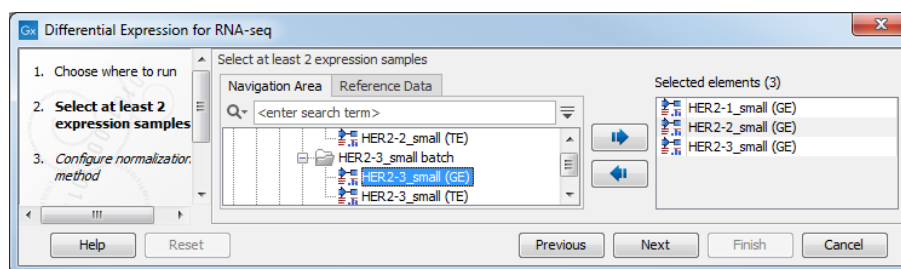 Gx Differential Expression for RNA-seq
X
1. Choose where to run
2. Select at least 2
expression samples
3. Configure normalization
method
Select at least 2 expression samples
Navigation Area Reference Data
<enter search term>
HER2-2_small (TE)
HER2-3_small batch
HER2-3_small (GE)
HER2-3_small (TE)
Selected elements (3)
HER2-1_small (GE)
HER2-2_small (GE)
HER2-3_small (GE)
Help Reset Previous Next Finish Cancel